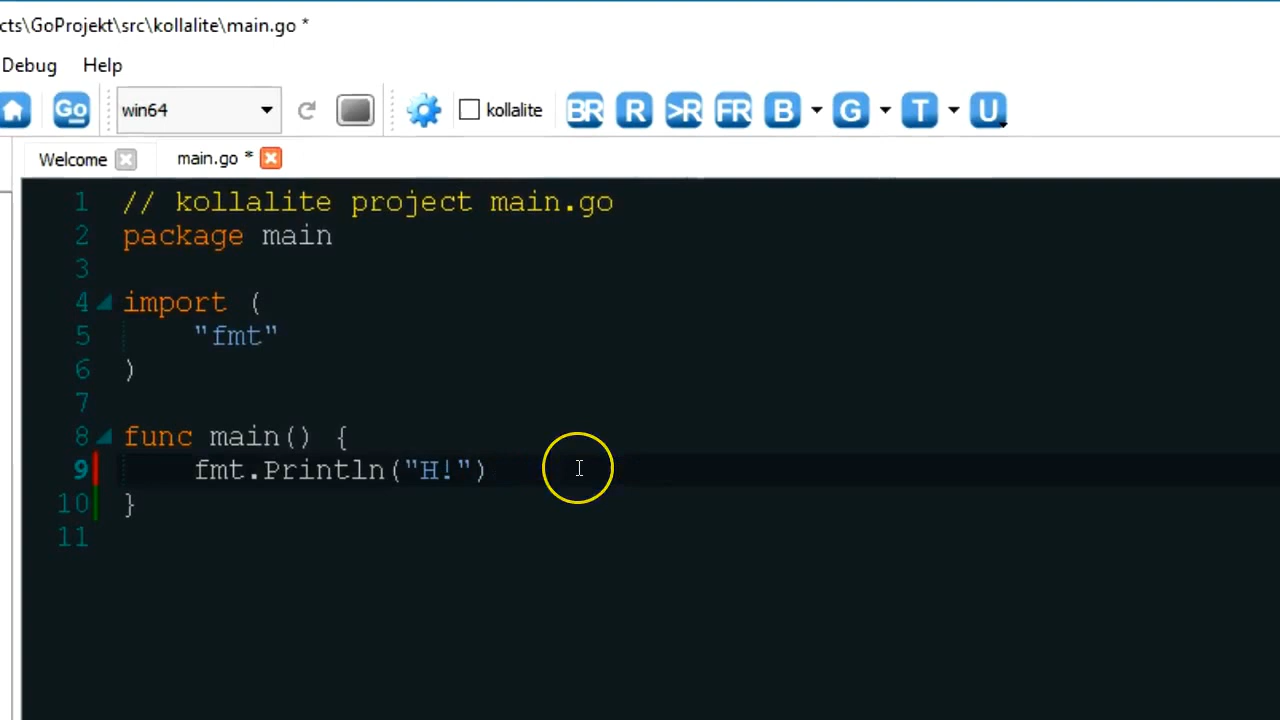 cts\GoProjekt\src\kollalite\main.go *
Debug Help
Go win64 kollalite BR R >R FR B G T U
Welcome main.go *
1 // kollalite project main.go
2 package main
3
4 import (
5 "fmt"
6 )
7
8 func main() {
9 fmt.Println("H!")
10 }
11